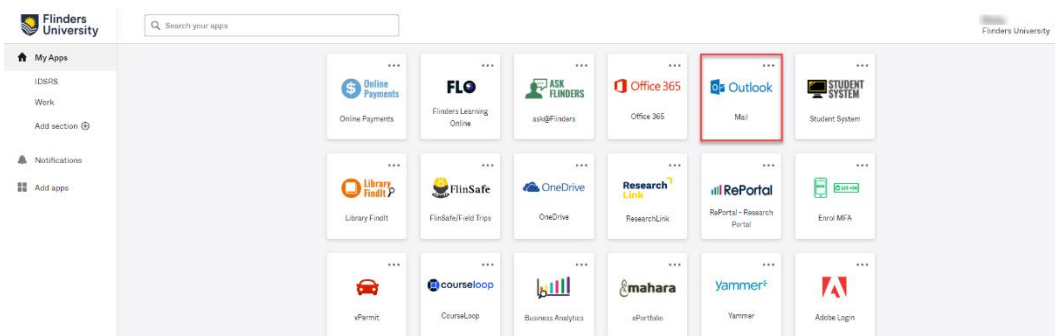 Flinders
University
Search your apps
Flinders University
My Apps
IDSRS
Work
Add section
Notifications
Add apps
Online
Payments
Online Payments
FLO
Flinders Learning
Online
ASK
FLINDERS
ask@Flinders
Office 365
Office 365
Outlook
Mail
STUDENT
SYSTEM
Student System
Library
FindIt
Library FindIt
FlinSafe
FlinSafe/Field Trips
OneDrive
OneDrive
Research
Link
ResearchLink
RePortal
RePortal - Research
Portal
Enrol MFA
vPermit
courseloop
CourseLoop
Business Analytics
mahara
ePortfolio
yammer
Yammer
Adobe Login